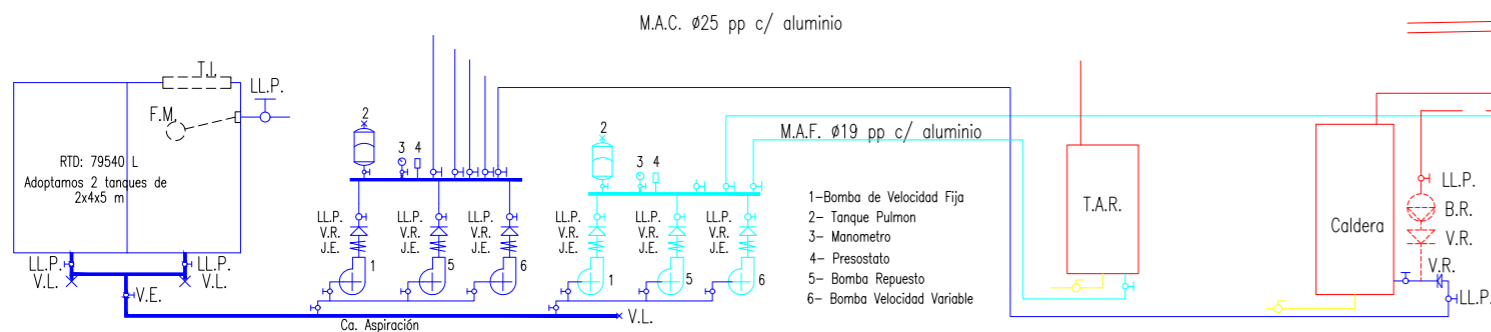 M.A.C. ø25 pp c/ aluminio
T.I.
LL.P.
F.M.
RTD: 79540 L
Adoptamos 2 tanques de
2x4x5 m
LL.P.
LL.P.
V.L.
V.L.
V.E.
Ca. Aspiración
V.L.
2
3 4
LL.P.
V.R.
J.E.
LL.P.
V.R.
J.E.
LL.P.
V.R.
J.E.
1
5
6
2
3 4
LL.P.
V.R.
J.E.
LL.P.
V.R.
J.E.
LL.P.
V.R.
J.E.
1
5
6
M.A.F. ø19 pp c/ aluminio
1-Bomba de Velocidad Fija
2- Tanque Pulmon
3- Manometro
4- Presostato
5- Bomba Repuesto
6- Bomba Velocidad Variable
T.A.R.
Caldera
LL.P.
B.R.
V.R.
V.R.
LL.P.